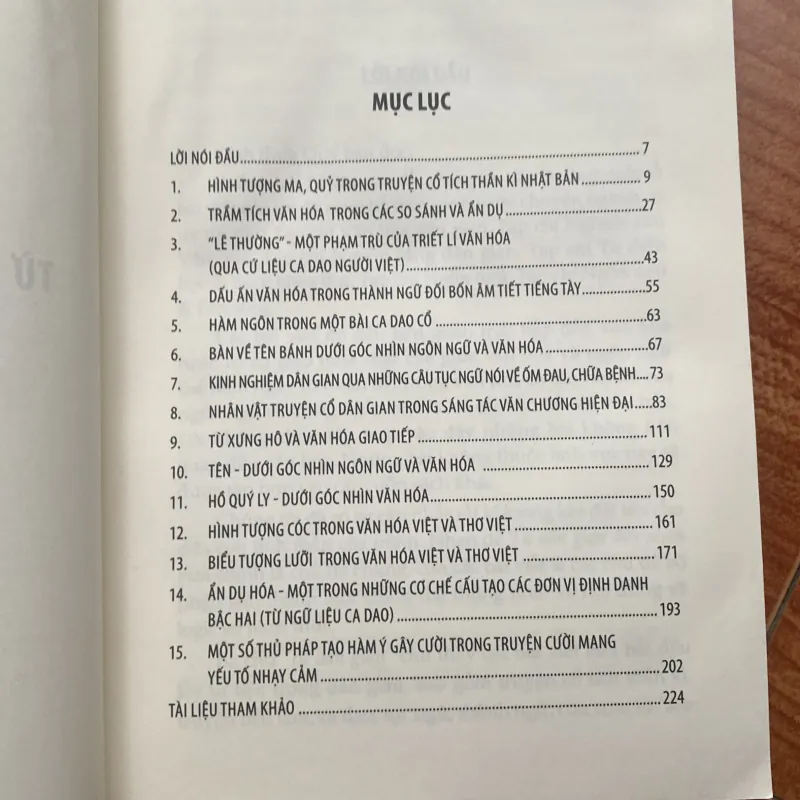 MỤC LỤC
LỜI NÓI ĐẦU................................................................................ 7
1. HÌNH TƯỢNG MA, QUỶ TRONG TRUYỆN CỔ TÍCH THẦN KÌ NHẬT BẢN ............. 9
2. TRẦM TÍCH VĂN HÓA TRONG CÁC SO SÁNH VÀ ẨN DỤ .............................27
3. "LẼ THƯỜNG" - MỘT PHẠM TRÙ CỦA TRIẾT LÍ VĂN HÓA
(QUA CỨ LIỆU CA DAO NGƯỜI VIỆT)..................................................43
4. DẤU ẤN VĂN HÓA TRONG THÀNH NGỮ ĐỐI BỐN ÂM TIẾT TIẾNG TÀY.............55
5. HÀM NGÔN TRONG MỘT BÀI CA DAO CỔ ............................................63
6. BÀN VỀ TÊN BÁNH DƯỚI GÓC NHÌN NGÔN NGỮ VÀ VĂN HÓA .....................67
7. KINH NGHIỆM DÂN GIAN QUA NHỮNG CÂU TỤC NGỮ NÓI VỀ ỐM ĐAU, CHỮA BỆNH....73
8. NHÂN VẬT TRUYỆN CỔ DÂN GIAN TRONG SÁNG TÁC VĂN CHƯƠNG HIỆN ĐẠI .....83
9. TỪ XƯNG HÔ VÀ VĂN HÓA GIAO TIẾP ................................................ 111
10. TÊN - DƯỚI GÓC NHÌN NGÔN NGỮ VÀ VĂN HÓA .................................. 129
11. HỒ QUÝ LY - DƯỚI GÓC NHÌN VĂN HÓA............................................. 150
12. HÌNH TƯỢNG CÓC TRONG VĂN HÓA VIỆT VÀ THƠ VIỆT ............................ 161
13. BIỂU TƯỢNG LƯỠI TRONG VĂN HÓA VIỆT VÀ THƠ VIỆT ...........................171
14. ẨN DỤ HÓA - MỘT TRONG NHỮNG CƠ CHẾ CẤU TẠO CÁC ĐƠN VỊ ĐỊNH DANH
BẬC HAI (TỪ NGỮ LIỆU CA DAO) ........................................................ 193
15. MỘT SỐ THỦ PHÁP TẠO HÀM Ý GÂY CƯỜI TRONG TRUYỆN CƯỜI MANG
YẾU TỐ NHẠY CẢM ........................................................................ 202
TÀI LIỆU THAM KHẢO ....................................................................... 224